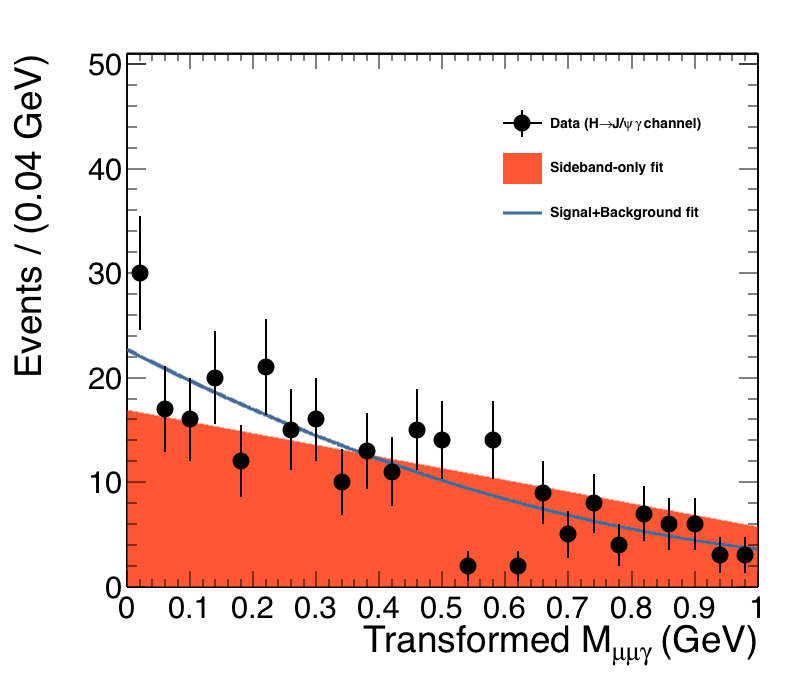 Events / (0.04 GeV)
50
40
30
20
10
0
Data (H→J/ψ γ channel)
Sideband-only fit
Signal+Background fit
0 0.1 0.2 0.3 0.4 0.5 0.6 0.7 0.8 0.9 1
Transformed M_μμγ (GeV)